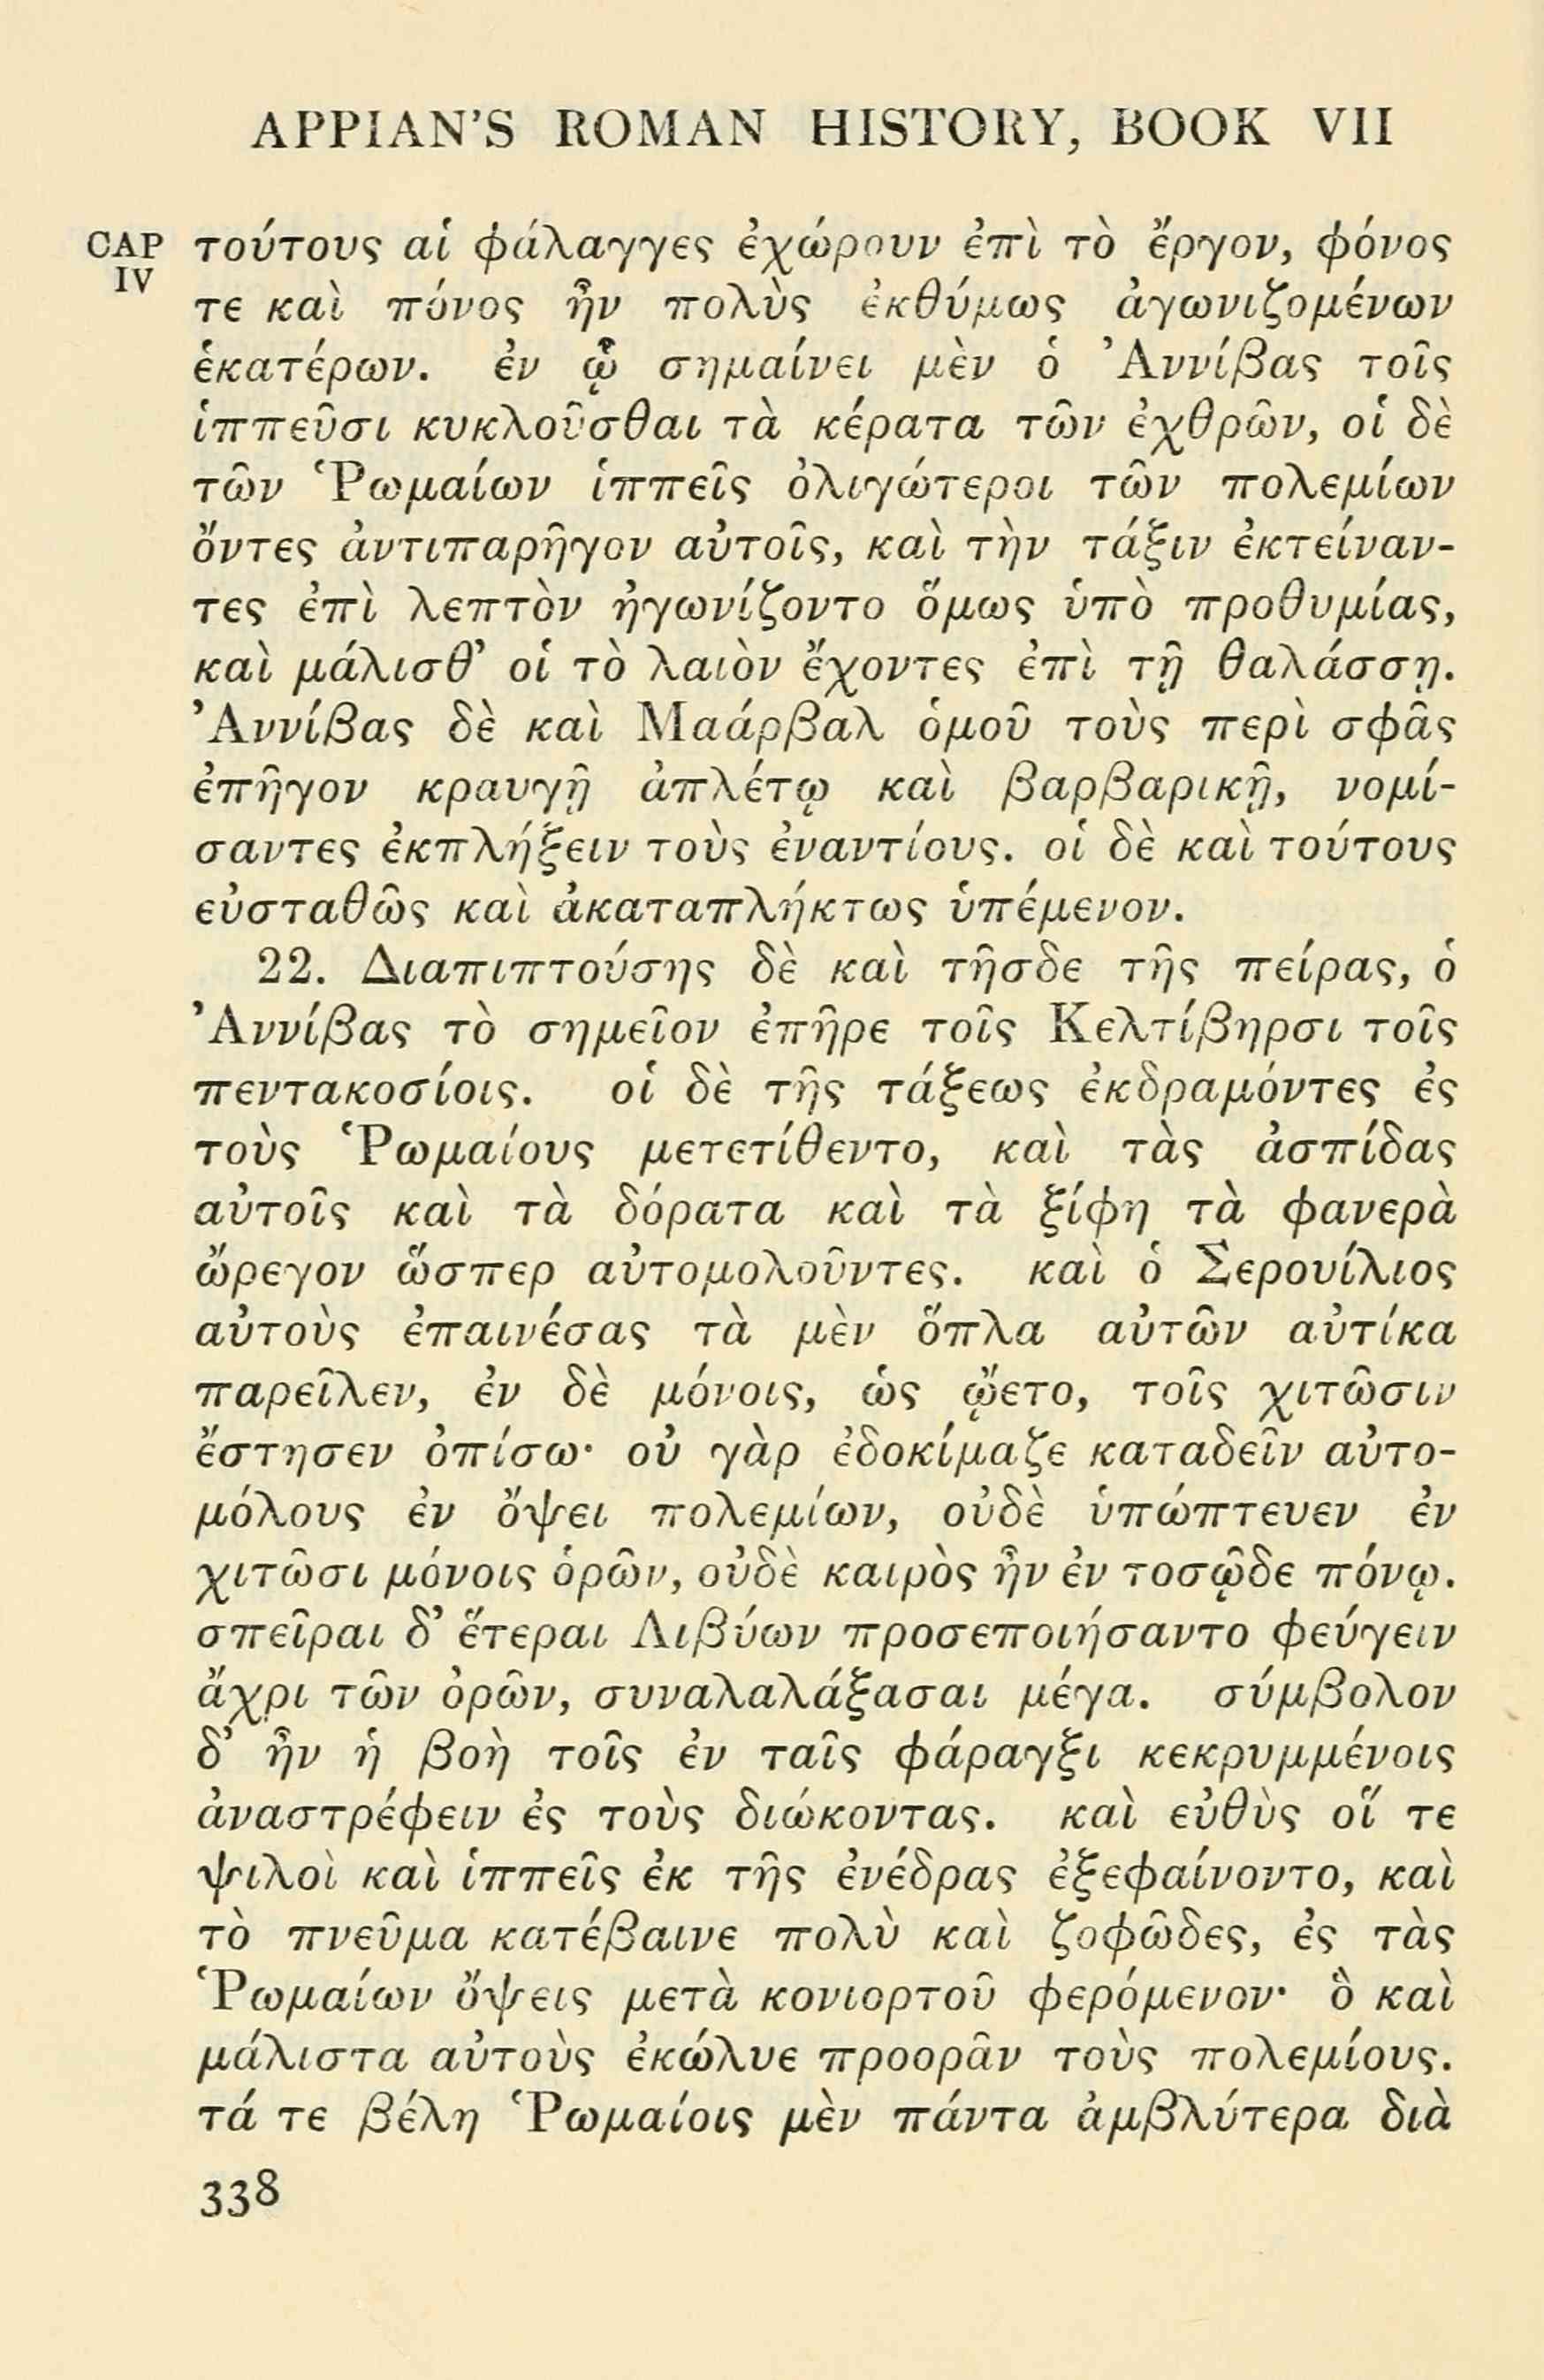 APPIAN'S ROMAN HISTORY, BOOK VII
CAP IV
τούτους αἱ φάλαγγες ἐχώρουν ἐπὶ τὸ ἔργον, φόνος
τε καὶ πόνος ἦν πολὺς ἐκθύμως ἀγωνιζομένων
ἑκατέρων. ἐν ᾧ σημαίνει μὲν ὁ Ἀννίβας τοῖς
ἱππεῦσι κυκλοῦσθαι τὰ κέρατα τῶν ἐχθρῶν, οἱ δὲ
τῶν Ῥωμαίων ἱππεῖς ὀλιγώτεροι τῶν πολεμίων
ὄντες ἀντιπαρῆγον αὐτοῖς, καὶ τὴν τάξιν ἐκτείναν-
τες ἐπὶ λεπτὸν ἠγωνίζοντο ὅμως ὑπὸ προθυμίας,
καὶ μάλισθ' οἱ τὸ λαιὸν ἔχοντες ἐπὶ τῇ θαλάσσῃ.
Ἀννίβας δὲ καὶ Μαάρβαλ ὁμοῦ τοὺς περὶ σφᾶς
ἐπῆγον κραυγῇ ἀπλέτῳ καὶ βαρβαρικῇ, νομί-
σαντες ἐκπλήξειν τοὺς ἐναντίους. οἱ δὲ καὶ τούτους
εὐσταθῶς καὶ ἀκαταπλήκτως ὑπέμενον.
22. Διαπιπτούσης δὲ καὶ τῆσδε τῆς πείρας, ὁ
Ἀννίβας τὸ σημεῖον ἐπῆρε τοῖς Κελτίβηρσι τοῖς
πεντακοσίοις. οἱ δὲ τῆς τάξεως ἐκδραμόντες ἐς
τοὺς Ῥωμαίους μετετίθεντο, καὶ τὰς ἀσπίδας
αὐτοῖς καὶ τὰ δόρατα καὶ τὰ ξίφη τὰ φανερὰ
ὤρεγον ὥσπερ αὐτομολοῦντες. καὶ ὁ Σερουίλιος
αὐτοὺς ἐπαινέσας τὰ μὲν ὅπλα αὐτῶν αὐτίκα
παρεῖλεν, ἐν δὲ μόνοις, ὡς ᾤετο, τοῖς χιτῶσιν
ἔστησεν ὀπίσω· οὐ γὰρ ἐδοκίμαζε καταδεῖν αὐτο-
μόλους ἐν ὄψει πολεμίων, οὐδὲ ὑπώπτευεν ἐν
χιτῶσι μόνοις ὁρῶν, οὐδὲ καιρὸς ἦν ἐν τοσῷδε πόνῳ.
σπεῖραι δ' ἕτεραι Λιβύων προσεποιήσαντο φεύγειν
ἄχρι τῶν ὀρῶν, συναλαλάξασαι μέγα. σύμβολον
δ' ἦν ἡ βοὴ τοῖς ἐν ταῖς φάραγξι κεκρυμμένοις
ἀναστρέφειν ἐς τοὺς διώκοντας. καὶ εὐθὺς οἵ τε
ψιλοὶ καὶ ἱππεῖς ἐκ τῆς ἐνέδρας ἐξεφαίνοντο, καὶ
τὸ πνεῦμα κατέβαινε πολὺ καὶ ζοφῶδες, ἐς τὰς
Ῥωμαίων ὄψεις μετὰ κονιορτοῦ φερόμενον· ὃ καὶ
μάλιστα αὐτοὺς ἐκώλυε προορᾶν τοὺς πολεμίους.
τά τε βέλη Ῥωμαίοις μὲν πάντα ἀμβλύτερα διὰ
338